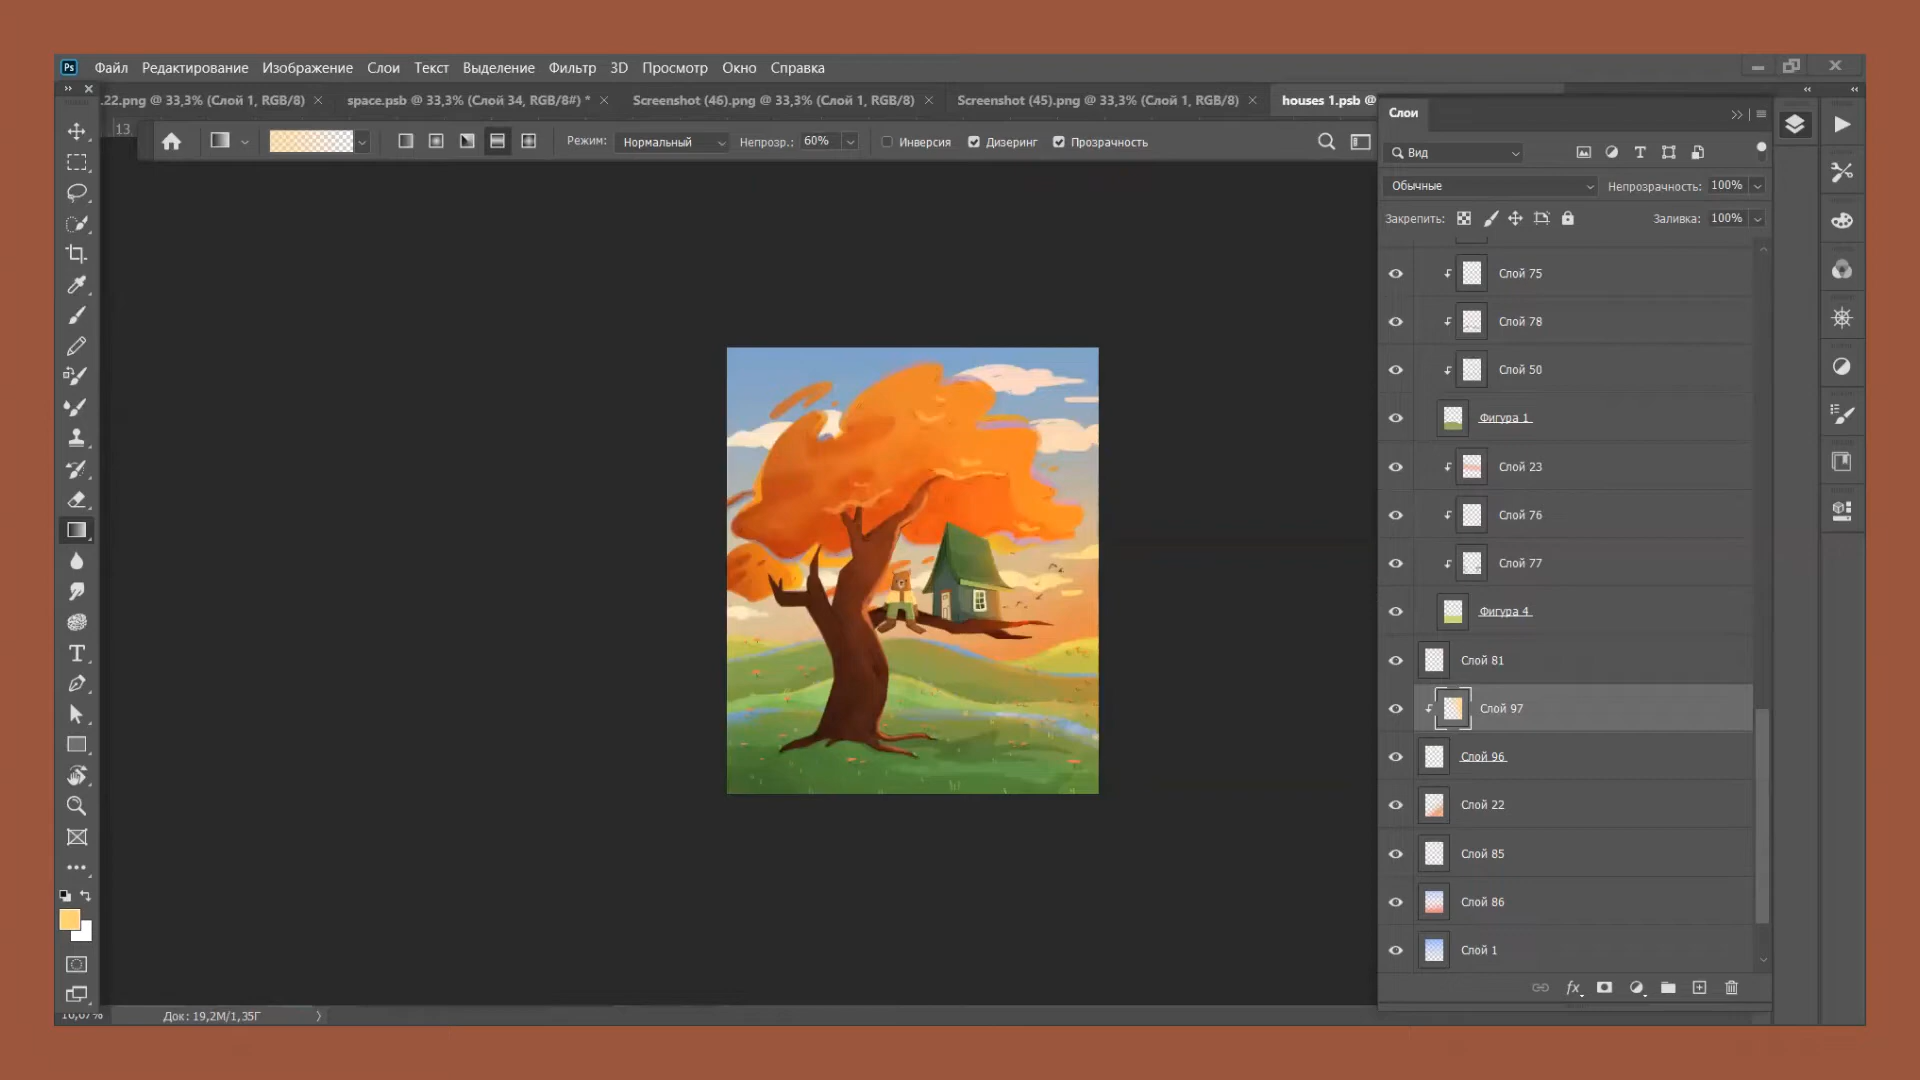 Ps Файл Редактирование Изображение Слои Текст Выделение Фильтр 3D Просмотр Окно Справка
.22.png @ 33,3% (Слой 1, RGB/8) space.psb @ 33,3% (Слой 34, RGB/8#) * Screenshot (46).png @ 33,3% (Слой 1, RGB/8) Screenshot (45).png @ 33,3% (Слой 1, RGB/8) houses 1.psb @
Слои
13
Режим: Нормальный Непрозр.: 60% Инверсия Дизеринг Прозрачность
Вид
Обычные Непрозрачность: 100%
Закрепить: Заливка: 100%
Слой 75
Слой 78
Слой 50
Фигура 1
Слой 23
Слой 76
Слой 77
Фигура 4
Слой 81
Слой 97
Слой 96
Слой 22
Слой 85
Слой 86
Слой 1
fx
Док: 19,2M/1,35Г